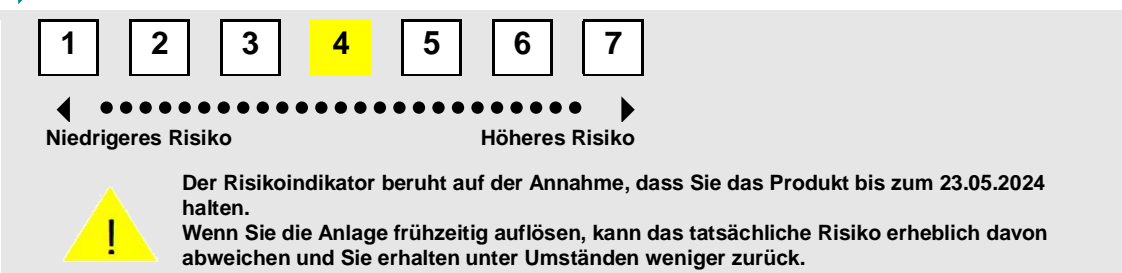 1 2 3 4 5 6 7
Niedrigeres Risiko Höheres Risiko
Der Risikoindikator beruht auf der Annahme, dass Sie das Produkt bis zum 23.05.2024
halten.
Wenn Sie die Anlage frühzeitig auflösen, kann das tatsächliche Risiko erheblich davon
abweichen und Sie erhalten unter Umständen weniger zurück.
!